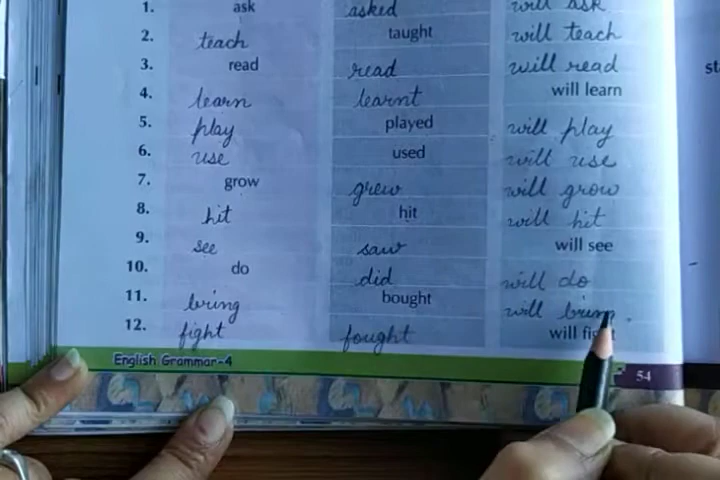 1. ask asked will ask
2. teach taught will teach
3. read read will read
4. learn learnt will learn
5. play played will play
6. use used will use
7. grow grew will grow
8. hit hit will hit
9. see saw will see
10. do did will do
11. bring bought will
12. fight fought will
English Grammar-4 54